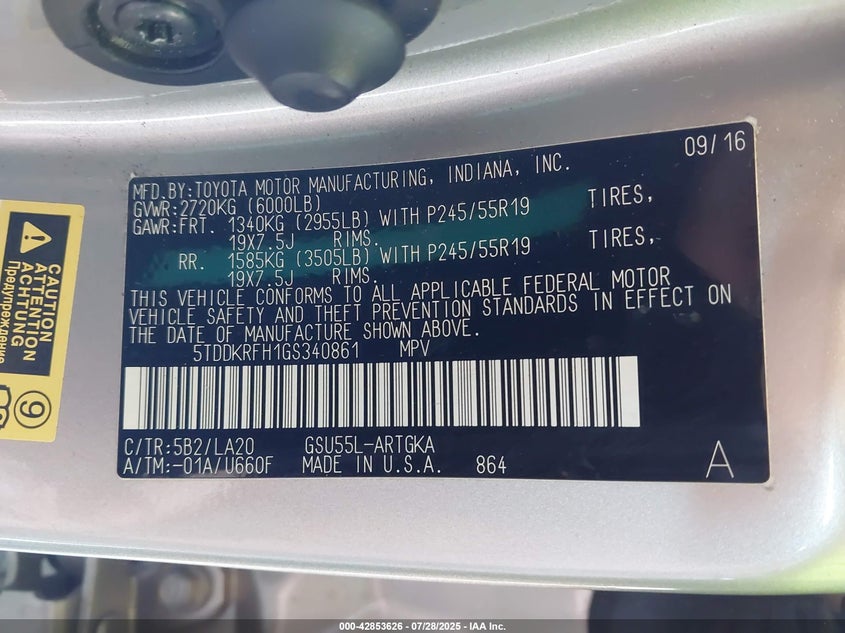 09/16
MFD.BY:TOYOTA MOTOR MANUFACTURING, INDIANA, INC.
GVWR:2720KG (6000LB)
GAWR:FRT. 1340KG (2955LB) WITH P245/55R19 TIRES,
19X7.5J RIMS.
RR. 1585KG (3505LB) WITH P245/55R19 TIRES,
19X7.5J RIMS.
THIS VEHICLE CONFORMS TO ALL APPLICABLE FEDERAL MOTOR
VEHICLE SAFETY AND THEFT PREVENTION STANDARDS IN EFFECT ON
THE DATE OF MANUFACTURE SHOWN ABOVE.
5TDDKRFH1GS340861 MPV
C/TR:5B2/LA20 GSU55L-ARTGKA
A/TM:-01A/U660F MADE IN U.S.A. 864
A
CAUTION
ATTENTION
ACHTUNG
Предупреждение
9
000-42853626 / 07/28/2025 - IAA Inc.